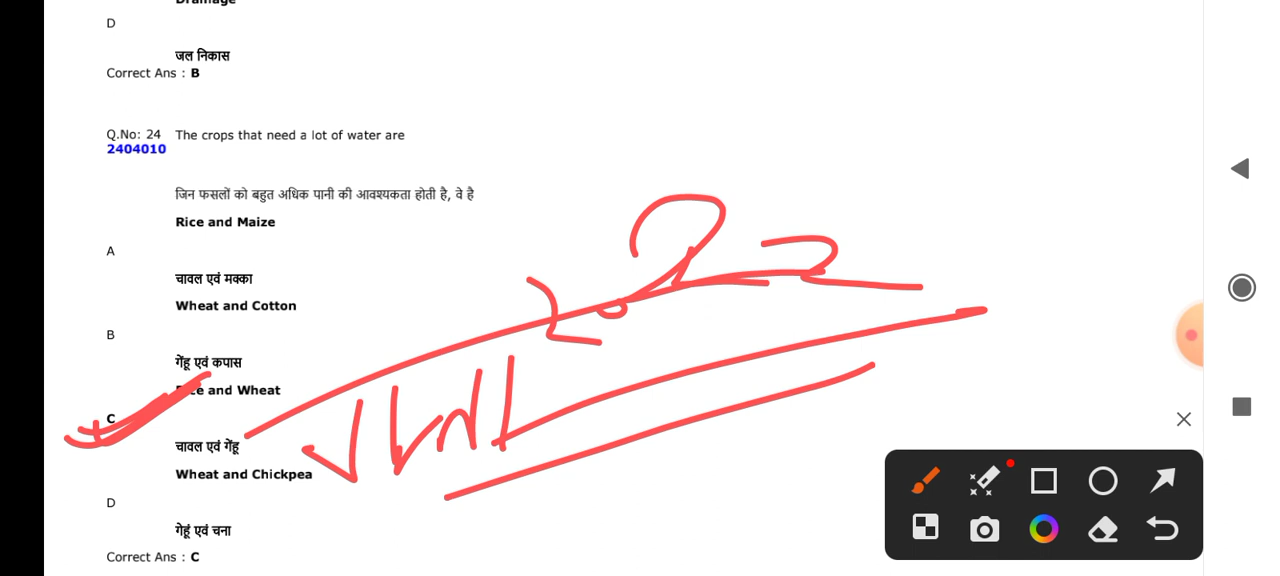 Drainage
D
जल निकास
Correct Ans : B
Q.No: 24 The crops that need a lot of water are
2404010
जिन फसलों को बहुत अधिक पानी की आवश्यकता होती है, वे है
Rice and Maize
A
चावल एवं मक्का
Wheat and Cotton
B
गेंहू एवं कपास
Rice and Wheat
C
चावल एवं गेंहू
Wheat and Chickpea
D
गेहूं एवं चना
Correct Ans : C